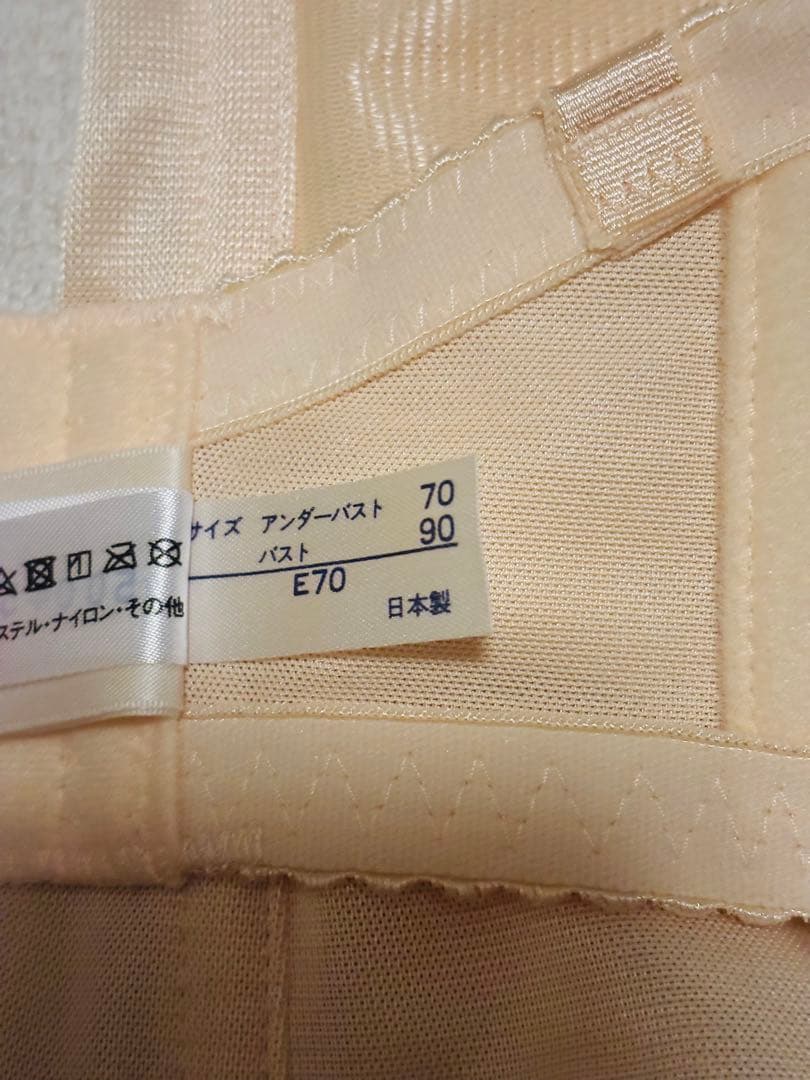 サイズ アンダーバスト 70
バスト 90
E70
日本製
ステル・ナイロン・その他